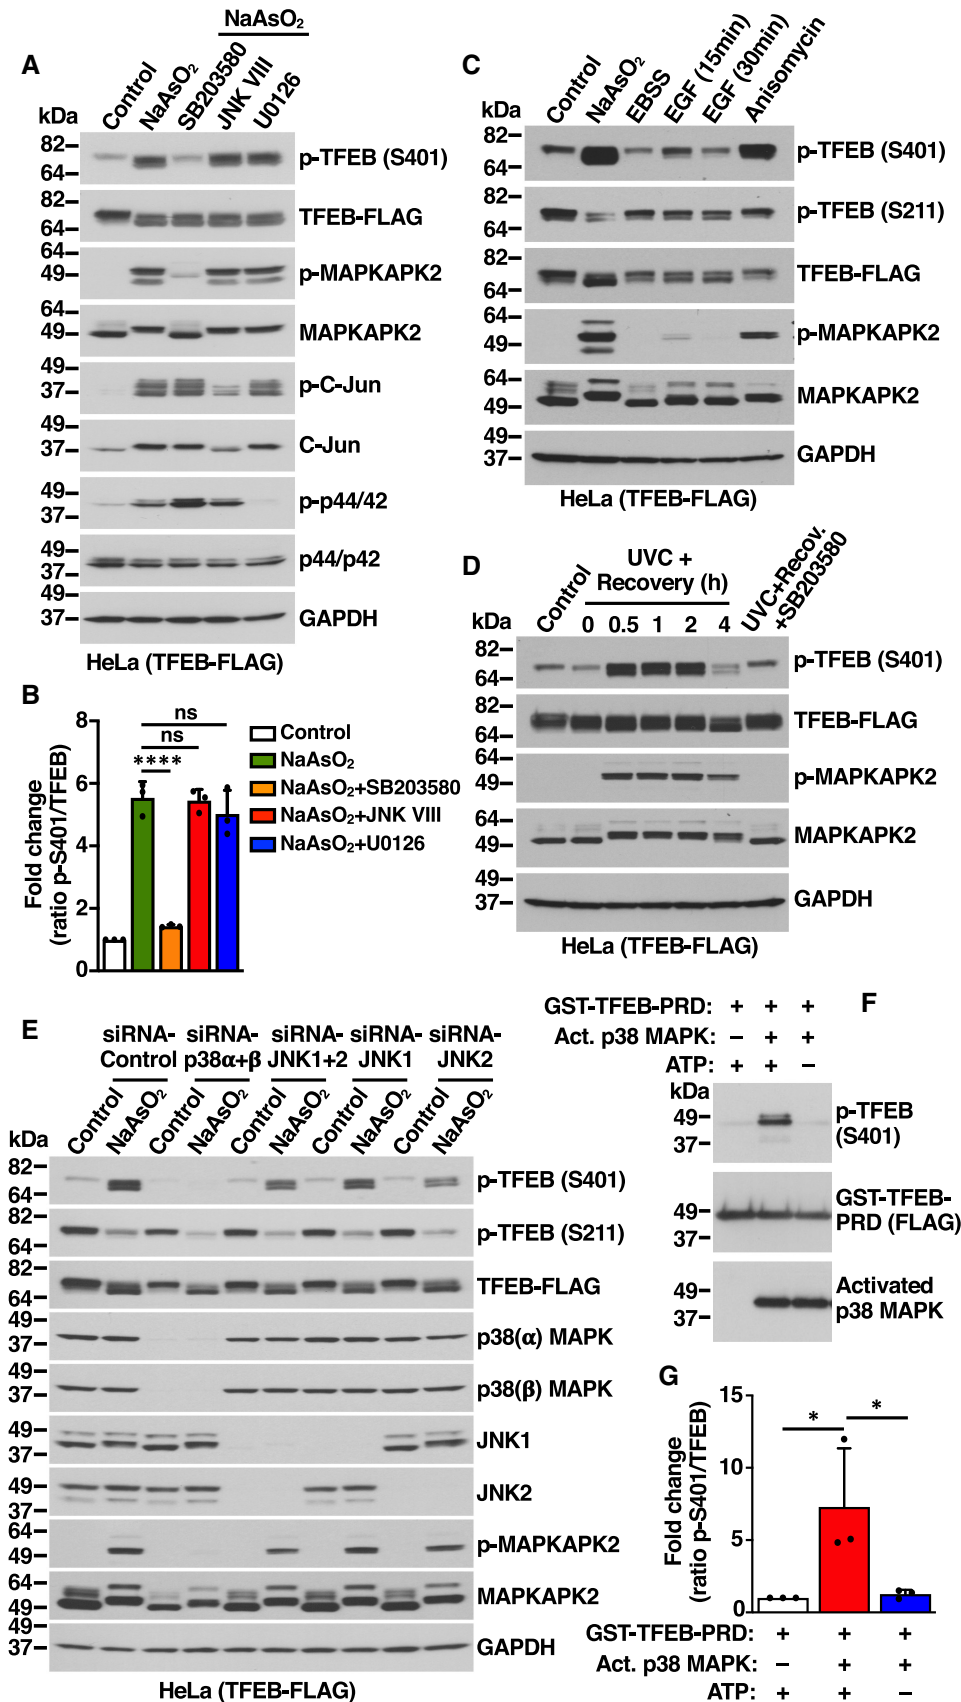 A
NaAsO₂
Control
NaAsO₂
SB203580
JNK VIII
U0126
kDa
82
64
p-TFEB (S401)
82
64
TFEB-FLAG
64
49
p-MAPKAPK2
64
49
MAPKAPK2
49
37
p-C-Jun
49
37
C-Jun
49
37
p-p44/42
49
37
p44/p42
49
37
GAPDH
HeLa (TFEB-FLAG)
B
Fold change
(ratio p-S401/TFEB)
8
6
4
2
0
ns
ns
****
Control
NaAsO₂
NaAsO₂+SB203580
NaAsO₂+JNK VIII
NaAsO₂+U0126
C
Control
NaAsO₂
EBSS
EGF (15min)
EGF (30min)
Anisomycin
kDa
82
64
p-TFEB (S401)
82
64
p-TFEB (S211)
82
64
TFEB-FLAG
64
49
p-MAPKAPK2
64
49
MAPKAPK2
49
37
GAPDH
HeLa (TFEB-FLAG)
D
Control
UVC +
Recovery (h)
0 0.5 1 2 4
UVC+Recov.
+SB203580
kDa
82
64
p-TFEB (S401)
82
64
TFEB-FLAG
64
49
p-MAPKAPK2
64
49
MAPKAPK2
49
37
GAPDH
HeLa (TFEB-FLAG)
E
siRNA-
Control
siRNA-
p38α+β
siRNA-
JNK1+2
siRNA-
JNK1
siRNA-
JNK2
Control
NaAsO₂
Control
NaAsO₂
Control
NaAsO₂
Control
NaAsO₂
Control
NaAsO₂
kDa
82
64
p-TFEB (S401)
82
64
p-TFEB (S211)
82
64
TFEB-FLAG
49
37
p38(α) MAPK
49
37
p38(β) MAPK
49
37
JNK1
49
37
JNK2
64
49
p-MAPKAPK2
64
49
MAPKAPK2
49
37
GAPDH
HeLa (TFEB-FLAG)
F
GST-TFEB-PRD: + + +
Act. p38 MAPK: − + +
ATP: + + −
kDa
49
37
p-TFEB
(S401)
49
37
GST-TFEB-
PRD (FLAG)
49
37
Activated
p38 MAPK
G
Fold change
(ratio p-S401/TFEB)
15
10
5
0
*
*
GST-TFEB-PRD: + + +
Act. p38 MAPK: − + +
ATP: + + −